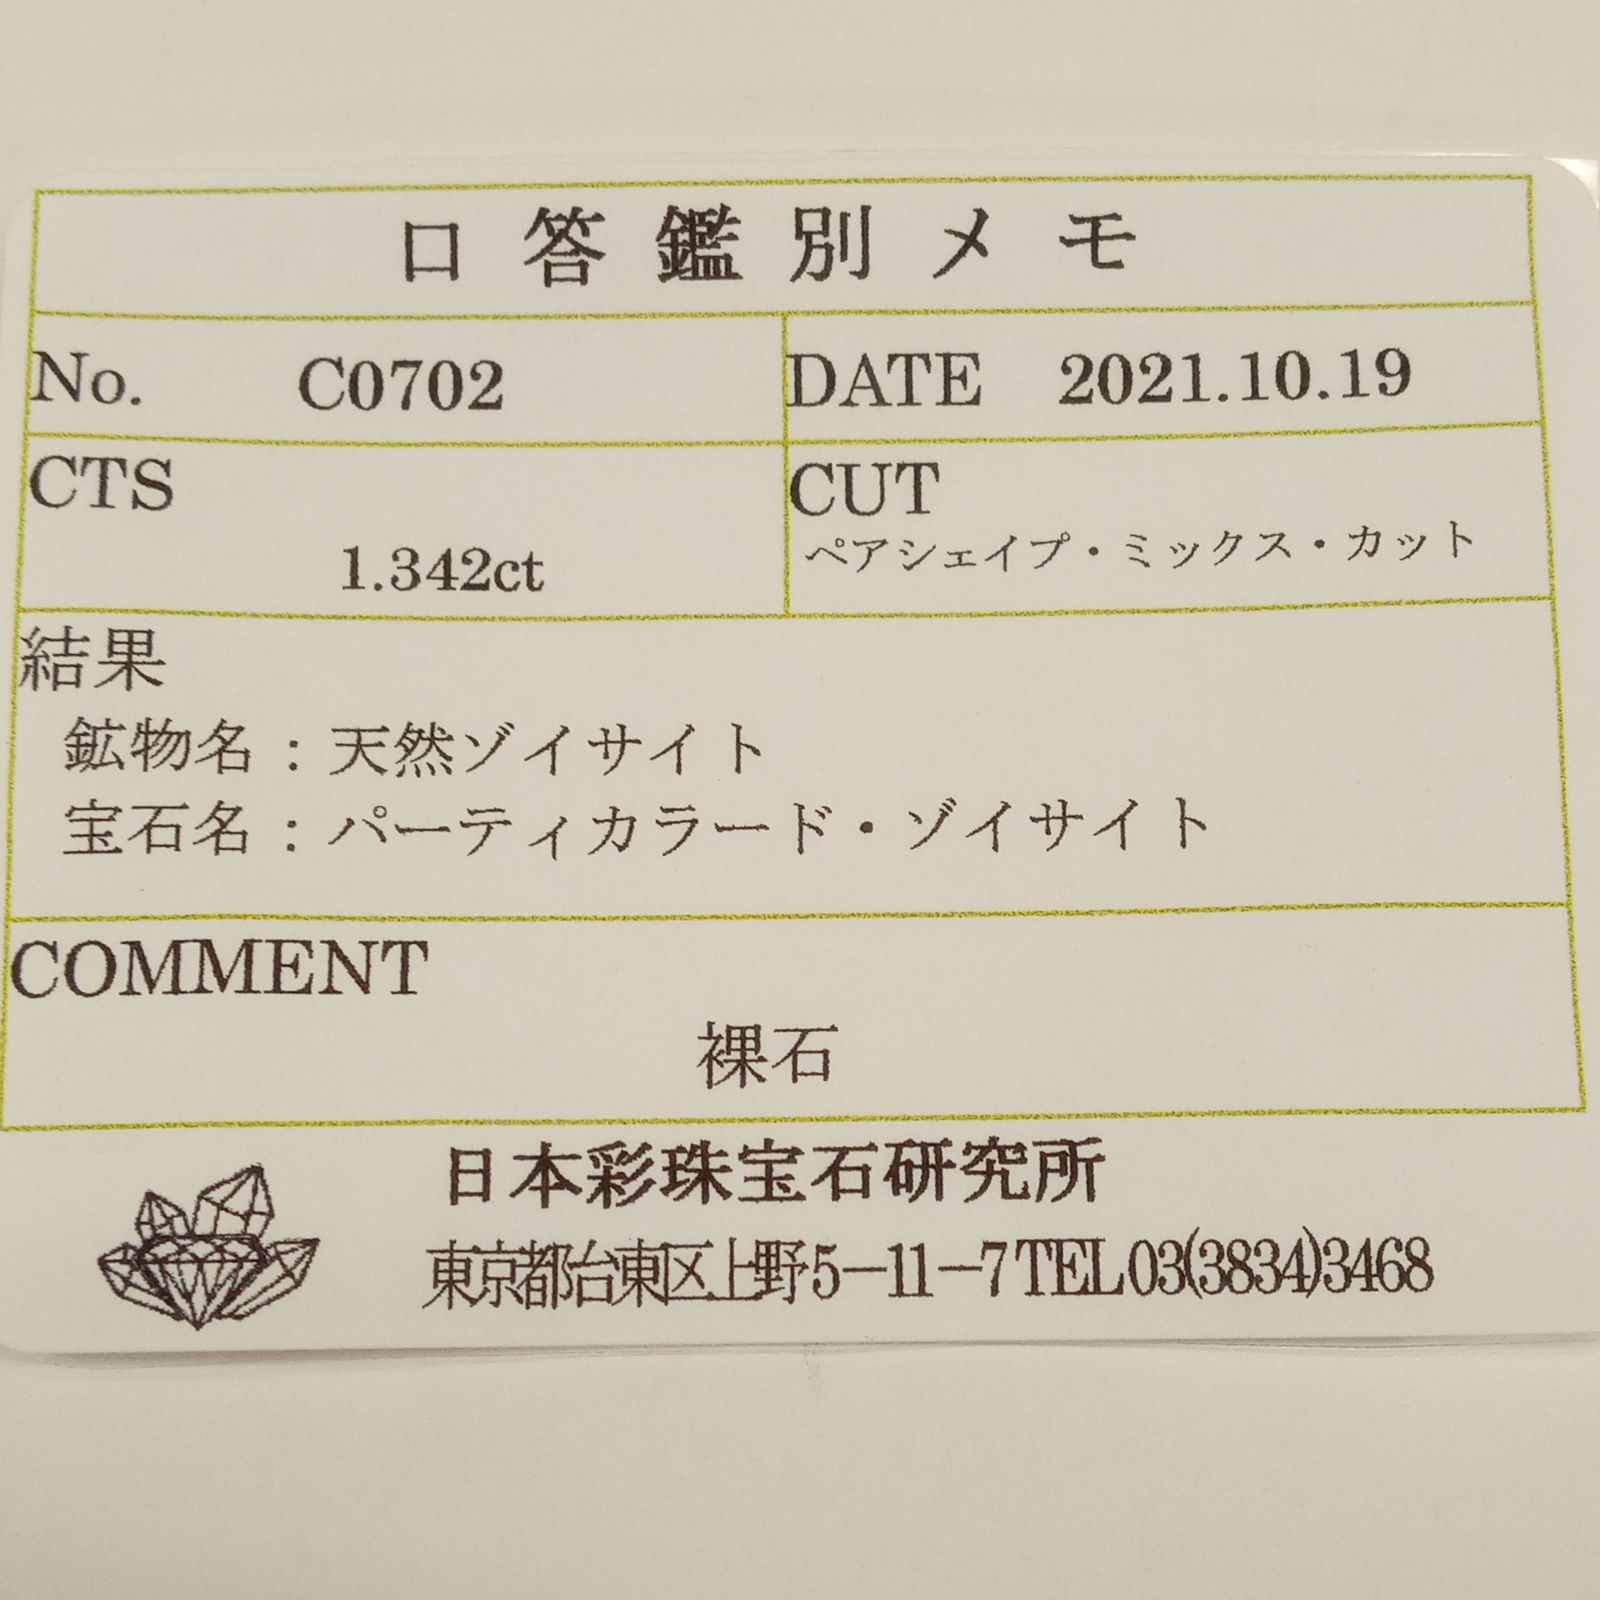 口答鑑別メモ
No. C0702 DATE 2021.10.19
CTS CUT
1.342ct ペアシェイプ・ミックス・カット
結果
鉱物名：天然ゾイサイト
宝石名：パーティカラード・ゾイサイト
COMMENT
裸石
日本彩珠宝石研究所
東京都台東区上野5－11－7 TEL 03(3834)3468